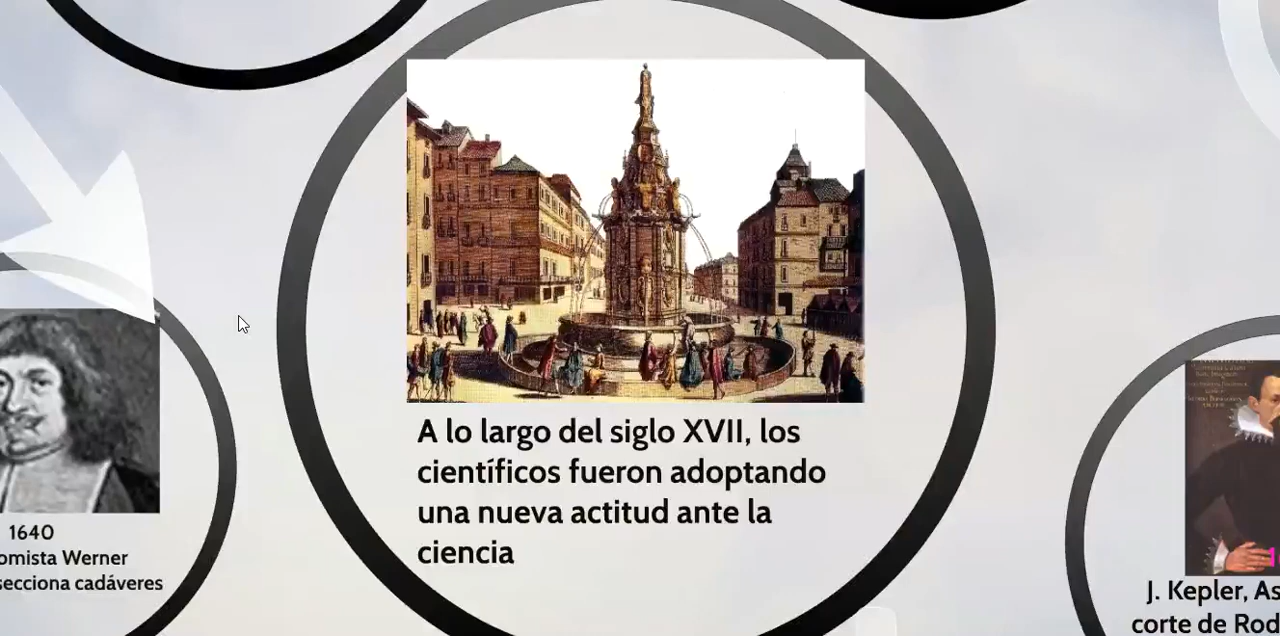 A lo largo del siglo XVII, los
científicos fueron adoptando
una nueva actitud ante la
ciencia
1640
omista Werner
secciona cadáveres
J. Kepler, As
corte de Rod